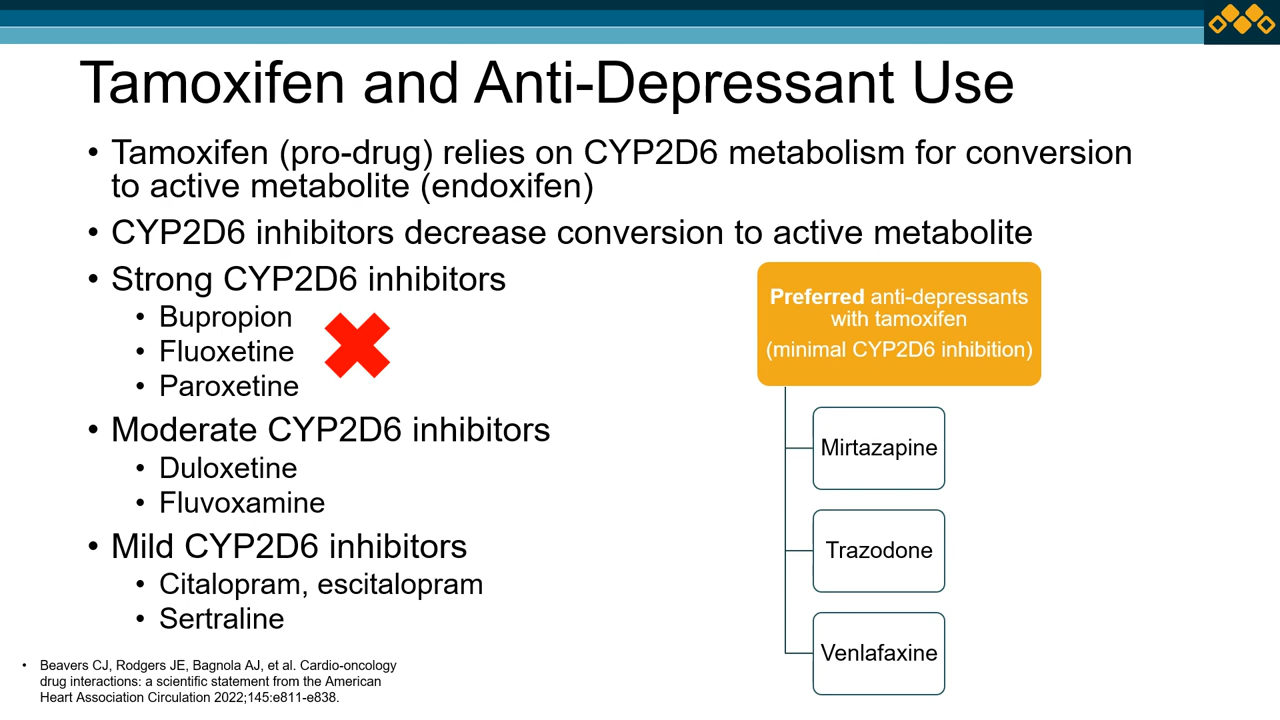 Tamoxifen and Anti-Depressant Use
• Tamoxifen (pro-drug) relies on CYP2D6 metabolism for conversion
to active metabolite (endoxifen)
• CYP2D6 inhibitors decrease conversion to active metabolite
• Strong CYP2D6 inhibitors
• Bupropion
• Fluoxetine
• Paroxetine
• Moderate CYP2D6 inhibitors
• Duloxetine
• Fluvoxamine
• Mild CYP2D6 inhibitors
• Citalopram, escitalopram
• Sertraline
Preferred anti-depressants
with tamoxifen
(minimal CYP2D6 inhibition)
Mirtazapine
Trazodone
Venlafaxine
• Beavers CJ, Rodgers JE, Bagnola AJ, et al. Cardio-oncology
drug interactions: a scientific statement from the American
Heart Association Circulation 2022;145:e811-e838.